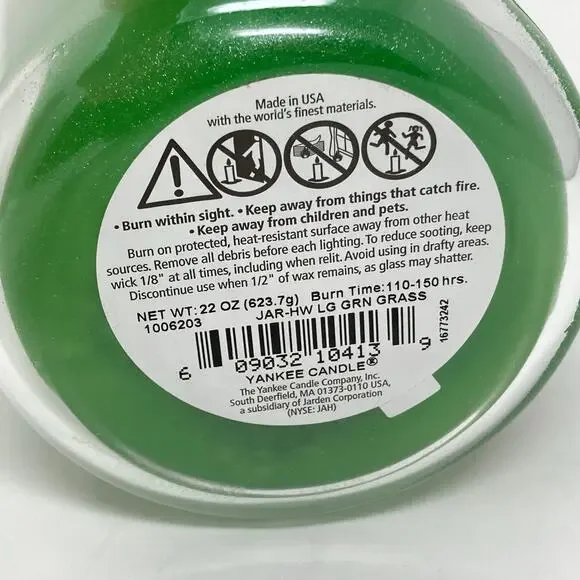 Made in USA
with the world's finest materials.
• Burn within sight. • Keep away from things that catch fire.
• Keep away from children and pets.
Burn on protected, heat-resistant surface away from other heat
sources. Remove all debris before each lighting. To reduce sooting, keep
wick 1/8" at all times, including when relit. Avoid using in drafty areas.
Discontinue use when 1/2" of wax remains, as glass may shatter.
NET WT: 22 OZ (623.7g) Burn Time: 110-150 hrs.
1006203 JAR-HW LG GRN GRASS
16773242
6 09032 10413 9
YANKEE CANDLE®
The Yankee Candle Company, Inc.
South Deerfield, MA 01373-0110 USA,
a subsidiary of Jarden Corporation
(NYSE: JAH)